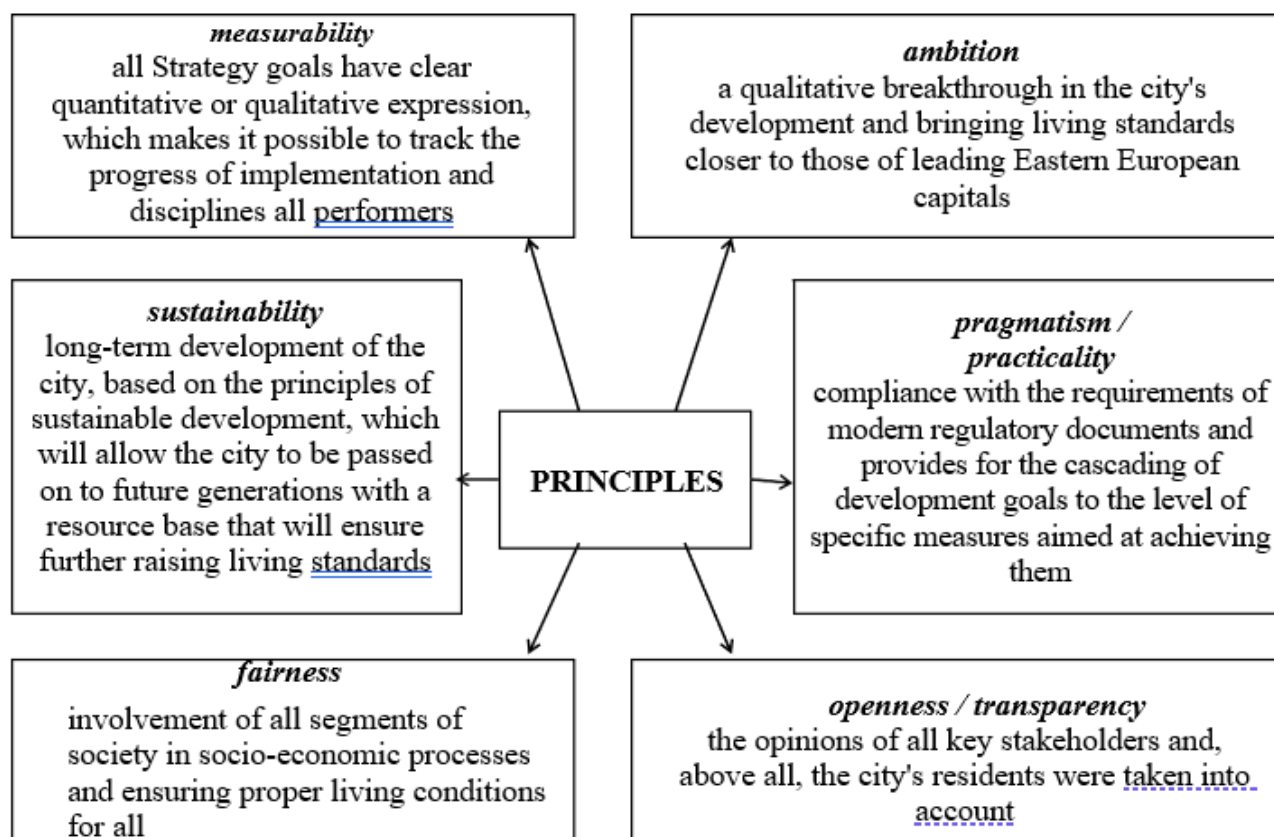 measurability
all Strategy goals have clear
quantitative or qualitative expression,
which makes it possible to track the
progress of implementation and
disciplines all performers
ambition
a qualitative breakthrough in the city's
development and bringing living standards
closer to those of leading Eastern European
capitals
sustainability
long-term development of the
city, based on the principles of
sustainable development, which
will allow the city to be passed
on to future generations with a
resource base that will ensure
further raising living standards
PRINCIPLES
pragmatism /
practicality
compliance with the requirements of
modern regulatory documents and
provides for the cascading of
development goals to the level of
specific measures aimed at achieving
them
fairness
involvement of all segments of
society in socio-economic processes
and ensuring proper living conditions
for all
openness / transparency
the opinions of all key stakeholders and,
above all, the city's residents were taken into
account